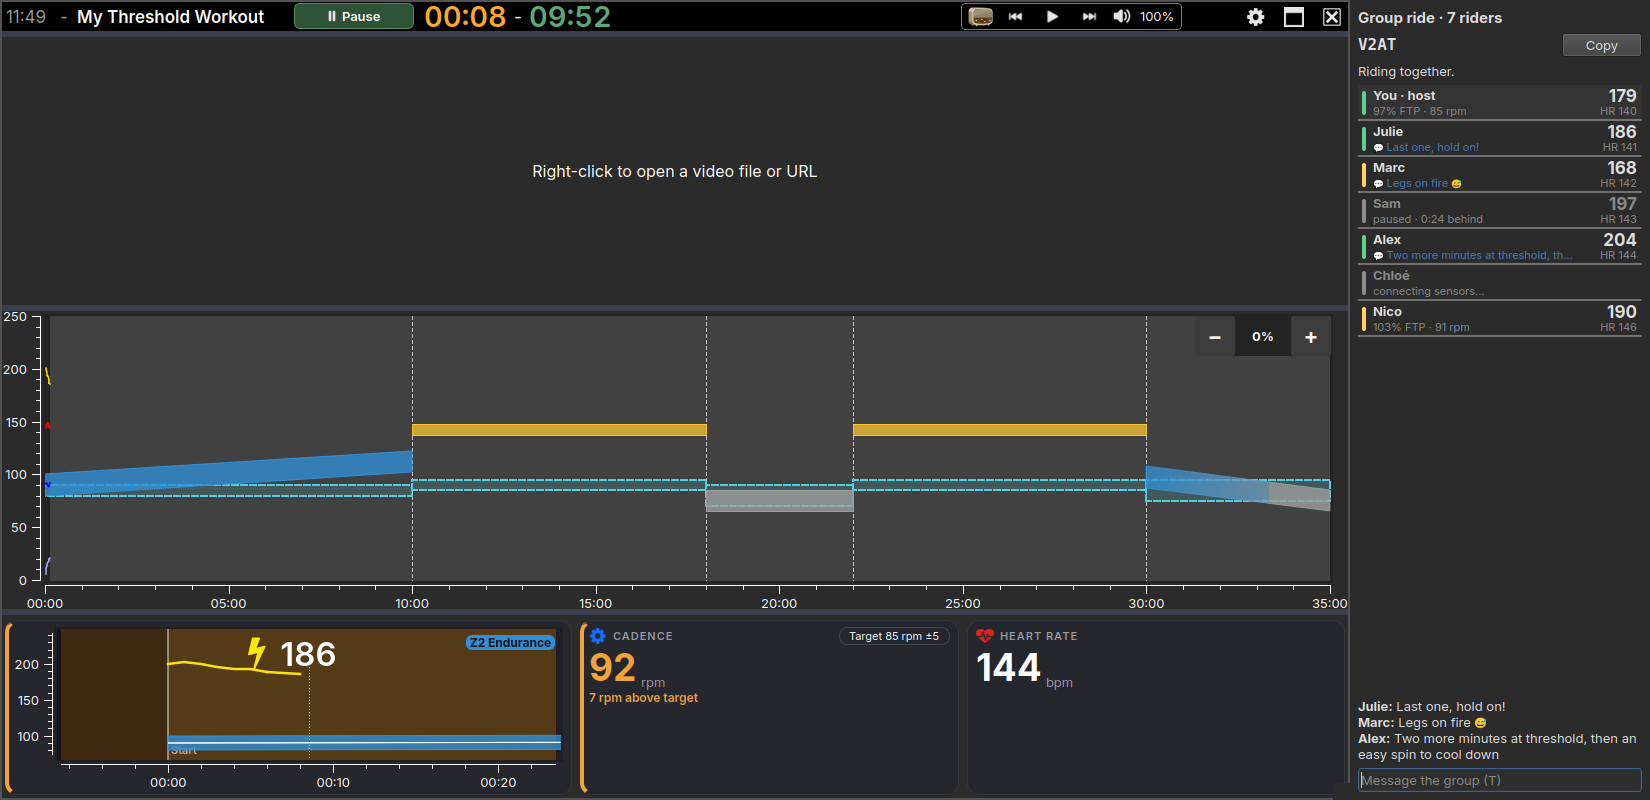 11:49 - My Threshold Workout
Pause
00:08 - 09:52
100%
Right-click to open a video file or URL
250
200
150
100
50
0
− 0% +
00:00 05:00 10:00 15:00 20:00 25:00 30:00 35:00
200
150
100
186
Z2 Endurance
Start
00:00 00:10 00:20
CADENCE
Target 85 rpm ±5
92 rpm
7 rpm above target
HEART RATE
144 bpm
Group ride · 7 riders
V2AT
Copy
Riding together.
You · host 179
97% FTP · 85 rpm HR 140
Julie 186
💬 Last one, hold on! HR 141
Marc 168
💬 Legs on fire 😅 HR 142
Sam 197
paused · 0:24 behind HR 143
Alex 204
💬 Two more minutes at threshold, th... HR 144
Chloé
connecting sensors...
Nico 190
103% FTP · 91 rpm HR 146
Julie: Last one, hold on!
Marc: Legs on fire 😅
Alex: Two more minutes at threshold, then an
easy spin to cool down
Message the group (T)